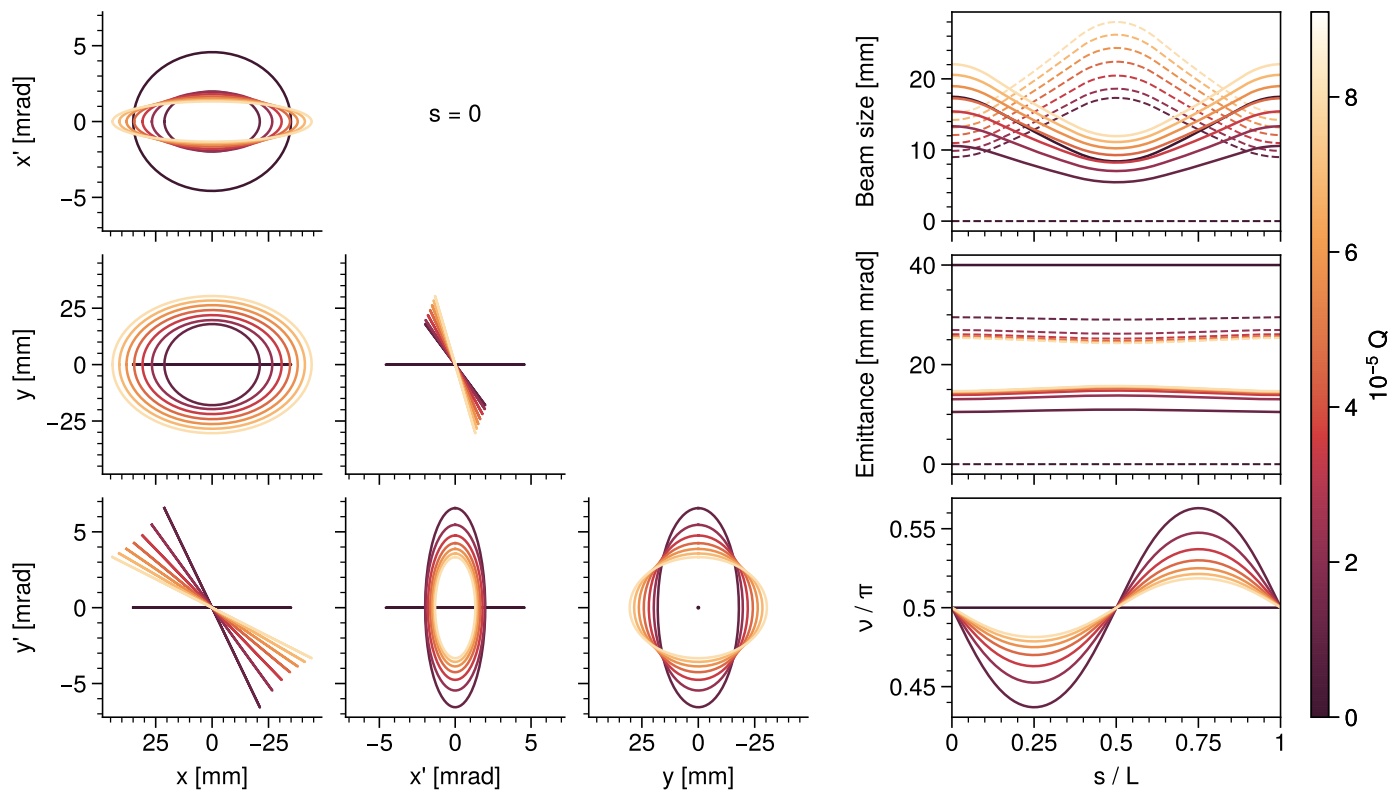 5
0
−5
x' [mrad]
s = 0
25
0
−25
y [mm]
5
0
−5
y' [mrad]
25 0 −25
x [mm]
−5 0 5
x' [mrad]
25 0 −25
y [mm]
20
10
0
Beam size [mm]
40
20
0
Emittance [mm mrad]
0.55
0.5
0.45
ν / π
0 0.25 0.5 0.75 1
s / L
8
6
4
2
0
10⁻⁵ Q